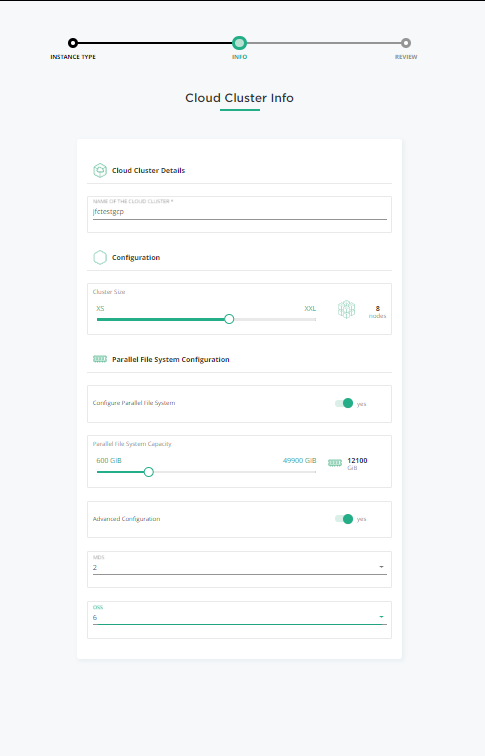 INSTANCE TYPE
INFO
REVIEW
Cloud Cluster Info
Cloud Cluster Details
NAME OF THE CLOUD CLUSTER *
jfctestgcp
Configuration
Cluster Size
XS
XXL
8
nodes
Parallel File System Configuration
Configure Parallel File System
yes
Parallel File System Capacity
600 GiB
49900 GiB
12100
GiB
Advanced Configuration
yes
MDS
2
OSS
6